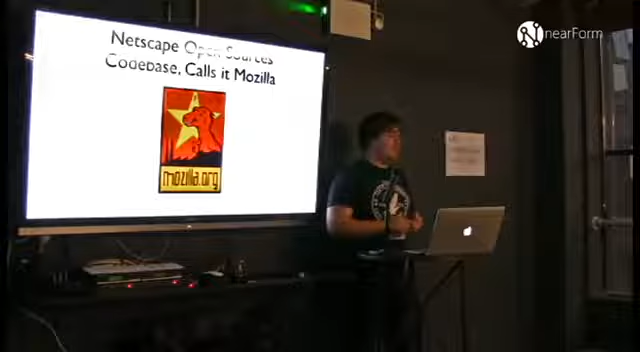 Netscape Open Sources
Codebase, Calls it Mozilla
mozilla.org
nearForm